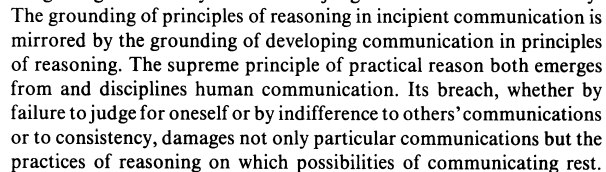 The grounding of principles of reasoning in incipient communication is
mirrored by the grounding of developing communication in principles
of reasoning. The supreme principle of practical reason both emerges
from and disciplines human communication. Its breach, whether by
failure to judge for oneself or by indifference to others' communications
or to consistency, damages not only particular communications but the
practices of reasoning on which possibilities of communicating rest.